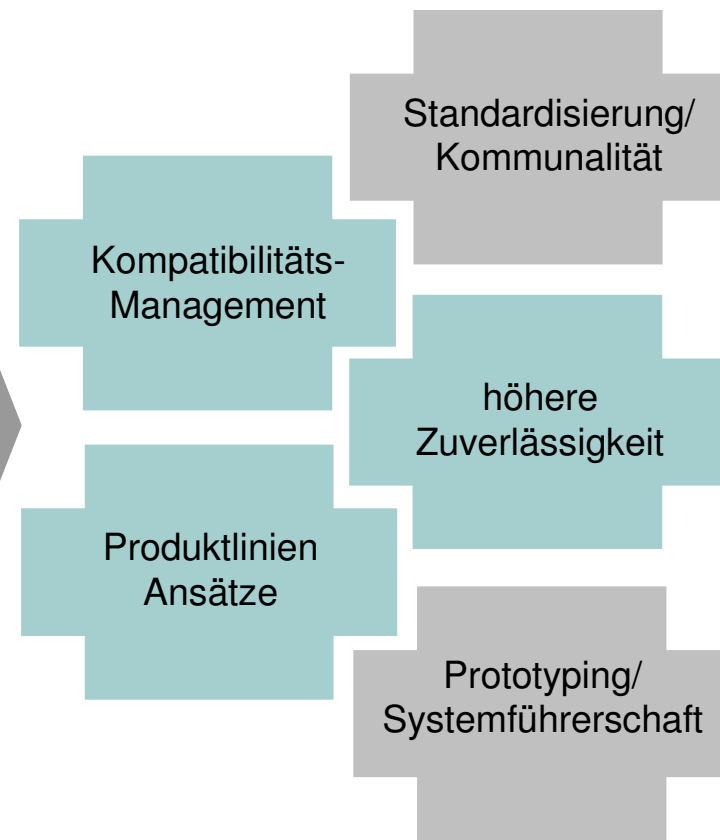 Standardisierung/
Kommunalität
Kompatibilitäts-
Management
höhere
Zuverlässigkeit
Produktlinien
Ansätze
Prototyping/
Systemführerschaft